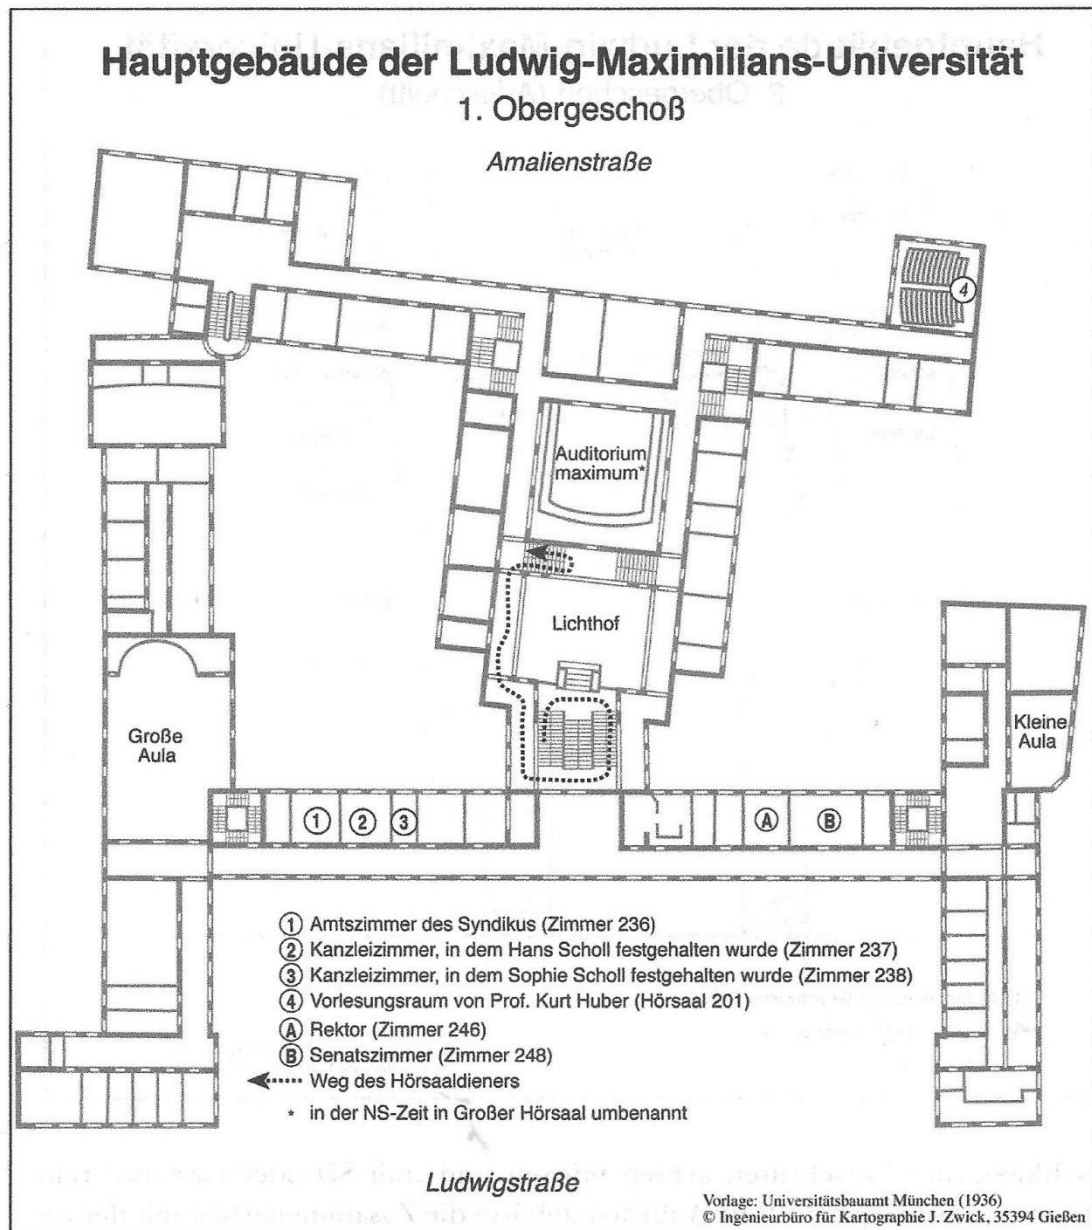 Hauptgebäude der Ludwig-Maximilians-Universität
1. Obergeschoß
Amalienstraße
4
Auditorium
maximum*
Lichthof
Große
Aula
Kleine
Aula
1 2 3
A B
1 Amtszimmer des Syndikus (Zimmer 236)
2 Kanzleizimmer, in dem Hans Scholl festgehalten wurde (Zimmer 237)
3 Kanzleizimmer, in dem Sophie Scholl festgehalten wurde (Zimmer 238)
4 Vorlesungsraum von Prof. Kurt Huber (Hörsaal 201)
A Rektor (Zimmer 246)
B Senatszimmer (Zimmer 248)
Weg des Hörsaaldieners
* in der NS-Zeit in Großer Hörsaal umbenannt
Ludwigstraße
Vorlage: Universitätsbauamt München (1936)
© Ingenieurbüro für Kartographie J. Zwick, 35394 Gießen